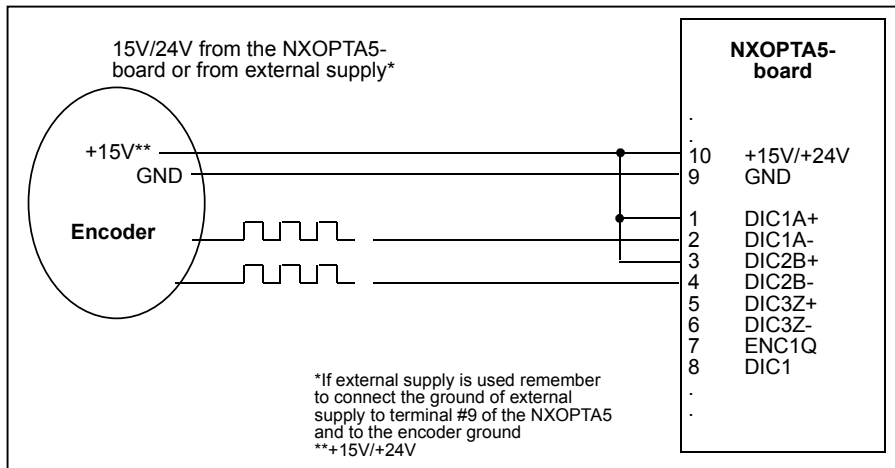 15V/24V from the NXOPTA5-
board or from external supply*
NXOPTA5-
board
.
.
+15V**
GND
Encoder
10 +15V/+24V
9 GND
1 DIC1A+
2 DIC1A-
3 DIC2B+
4 DIC2B-
5 DIC3Z+
6 DIC3Z-
7 ENC1Q
8 DIC1
.
.
*If external supply is used remember
to connect the ground of external
supply to terminal #9 of the NXOPTA5
and to the encoder ground
**+15V/+24V